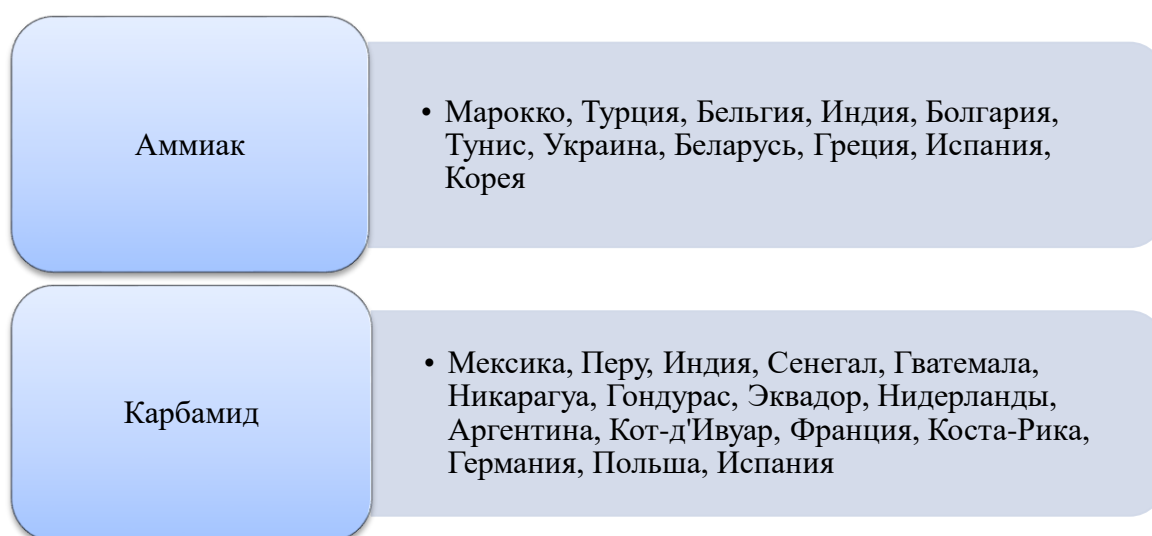 Аммиак
• Марокко, Турция, Бельгия, Индия, Болгария,
Тунис, Украина, Беларусь, Греция, Испания,
Корея
Карбамид
• Мексика, Перу, Индия, Сенегал, Гватемала,
Никарагуа, Гондурас, Эквадор, Нидерланды,
Аргентина, Кот-д'Ивуар, Франция, Коста-Рика,
Германия, Польша, Испания